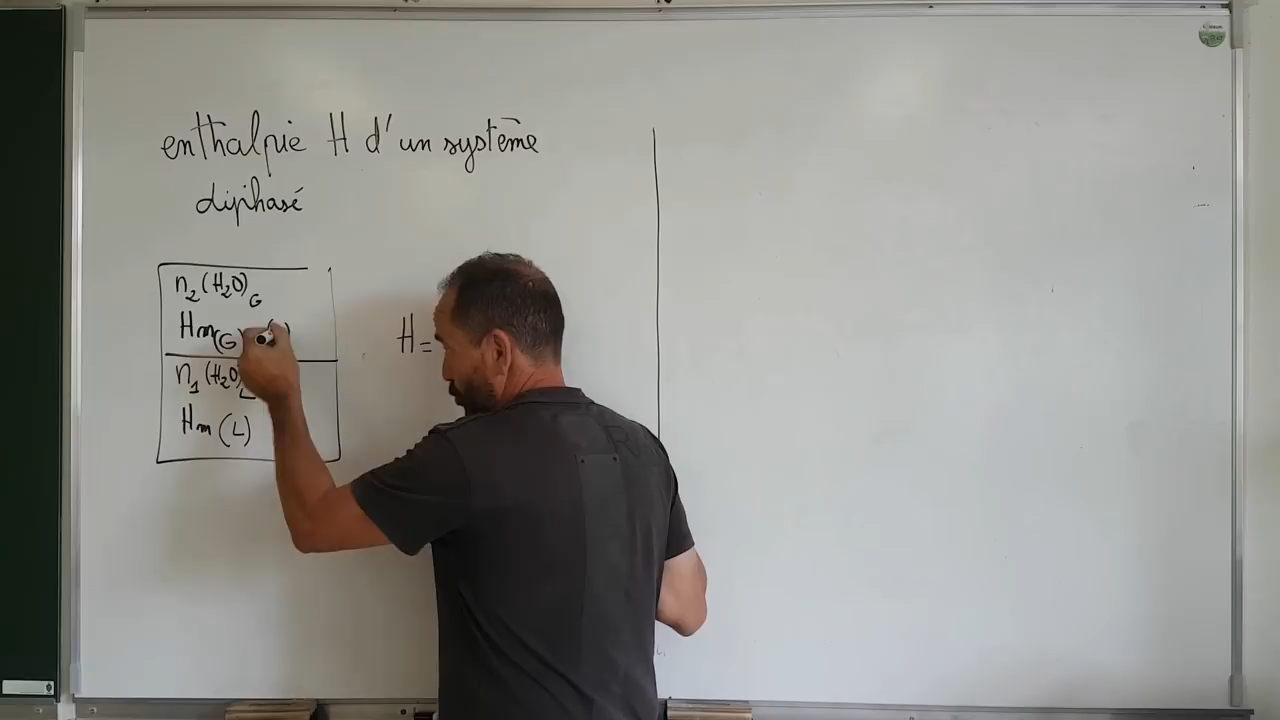 enthalpie H d'un système
diphasé
n₂ (H₂O)G
Hm(G)
n₁ (H₂O)L
Hm (L)
H =